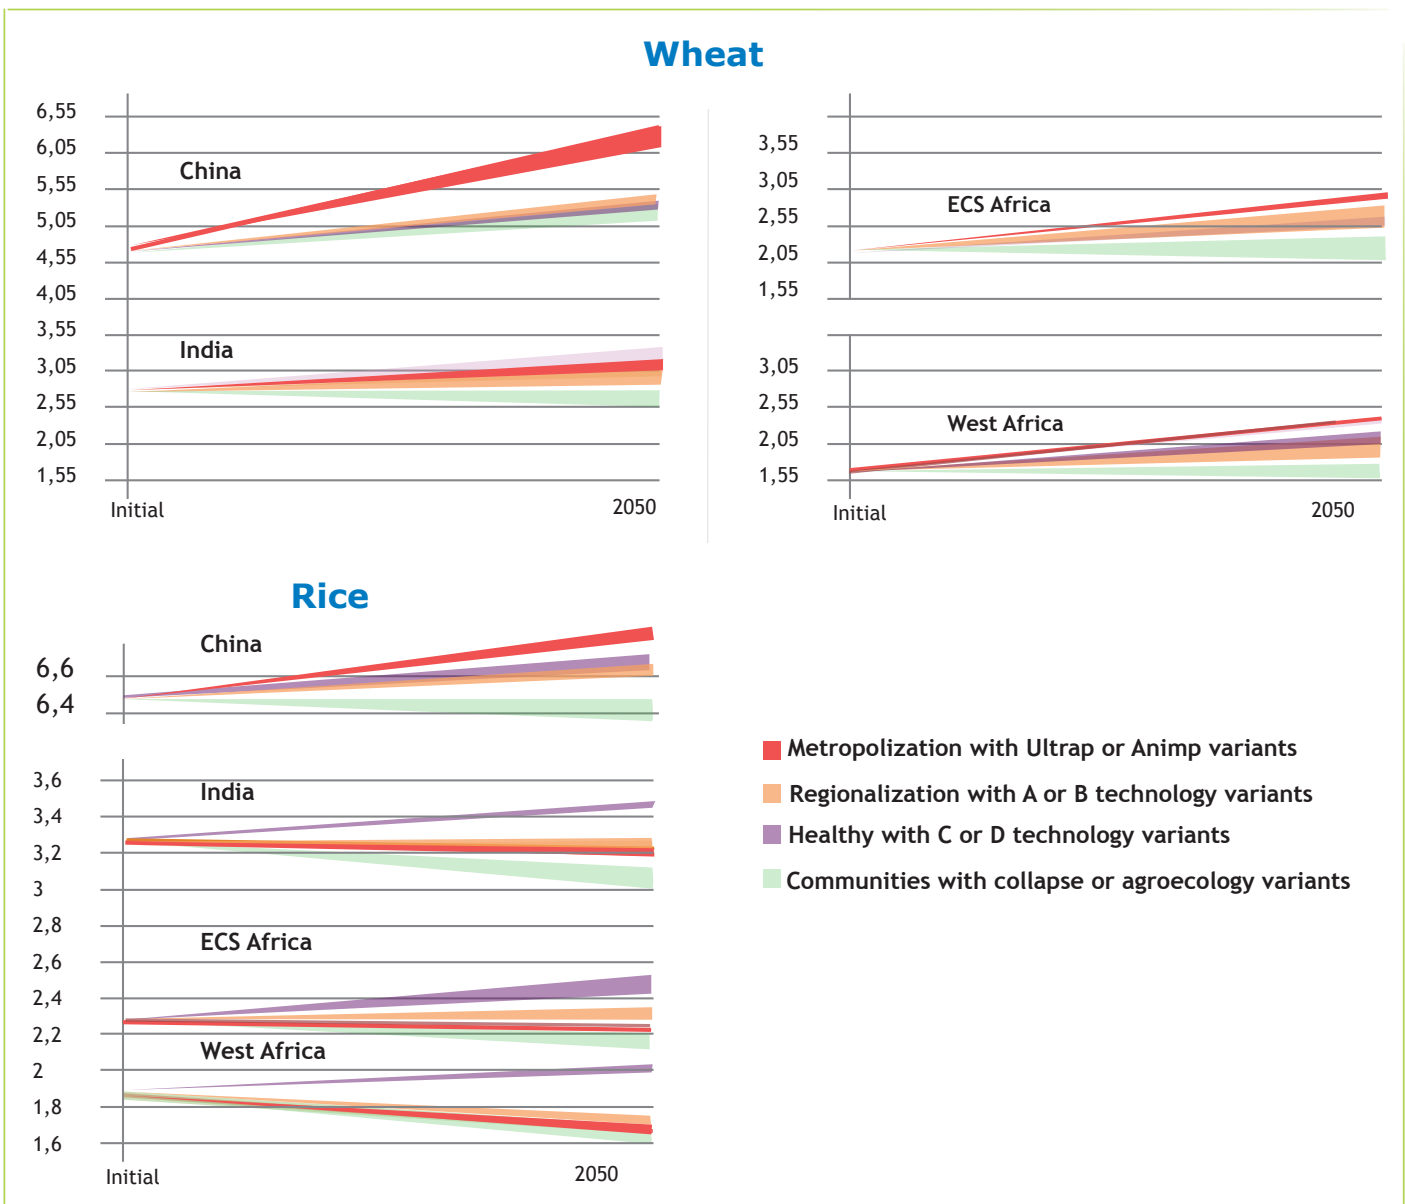 Wheat
6,55
6,05
5,55
5,05
4,55
4,05
3,55
3,05
2,55
2,05
1,55
China
India
Initial
2050
3,55
3,05
2,55
2,05
1,55
ECS Africa
3,05
2,55
2,05
1,55
West Africa
Initial
2050
Rice
China
6,6
6,4
3,6
3,4
3,2
3
2,8
2,6
2,4
2,2
2
1,8
1,6
India
ECS Africa
West Africa
Initial
2050
Metropolization with Ultrap or Animp variants
Regionalization with A or B technology variants
Healthy with C or D technology variants
Communities with collapse or agroecology variants